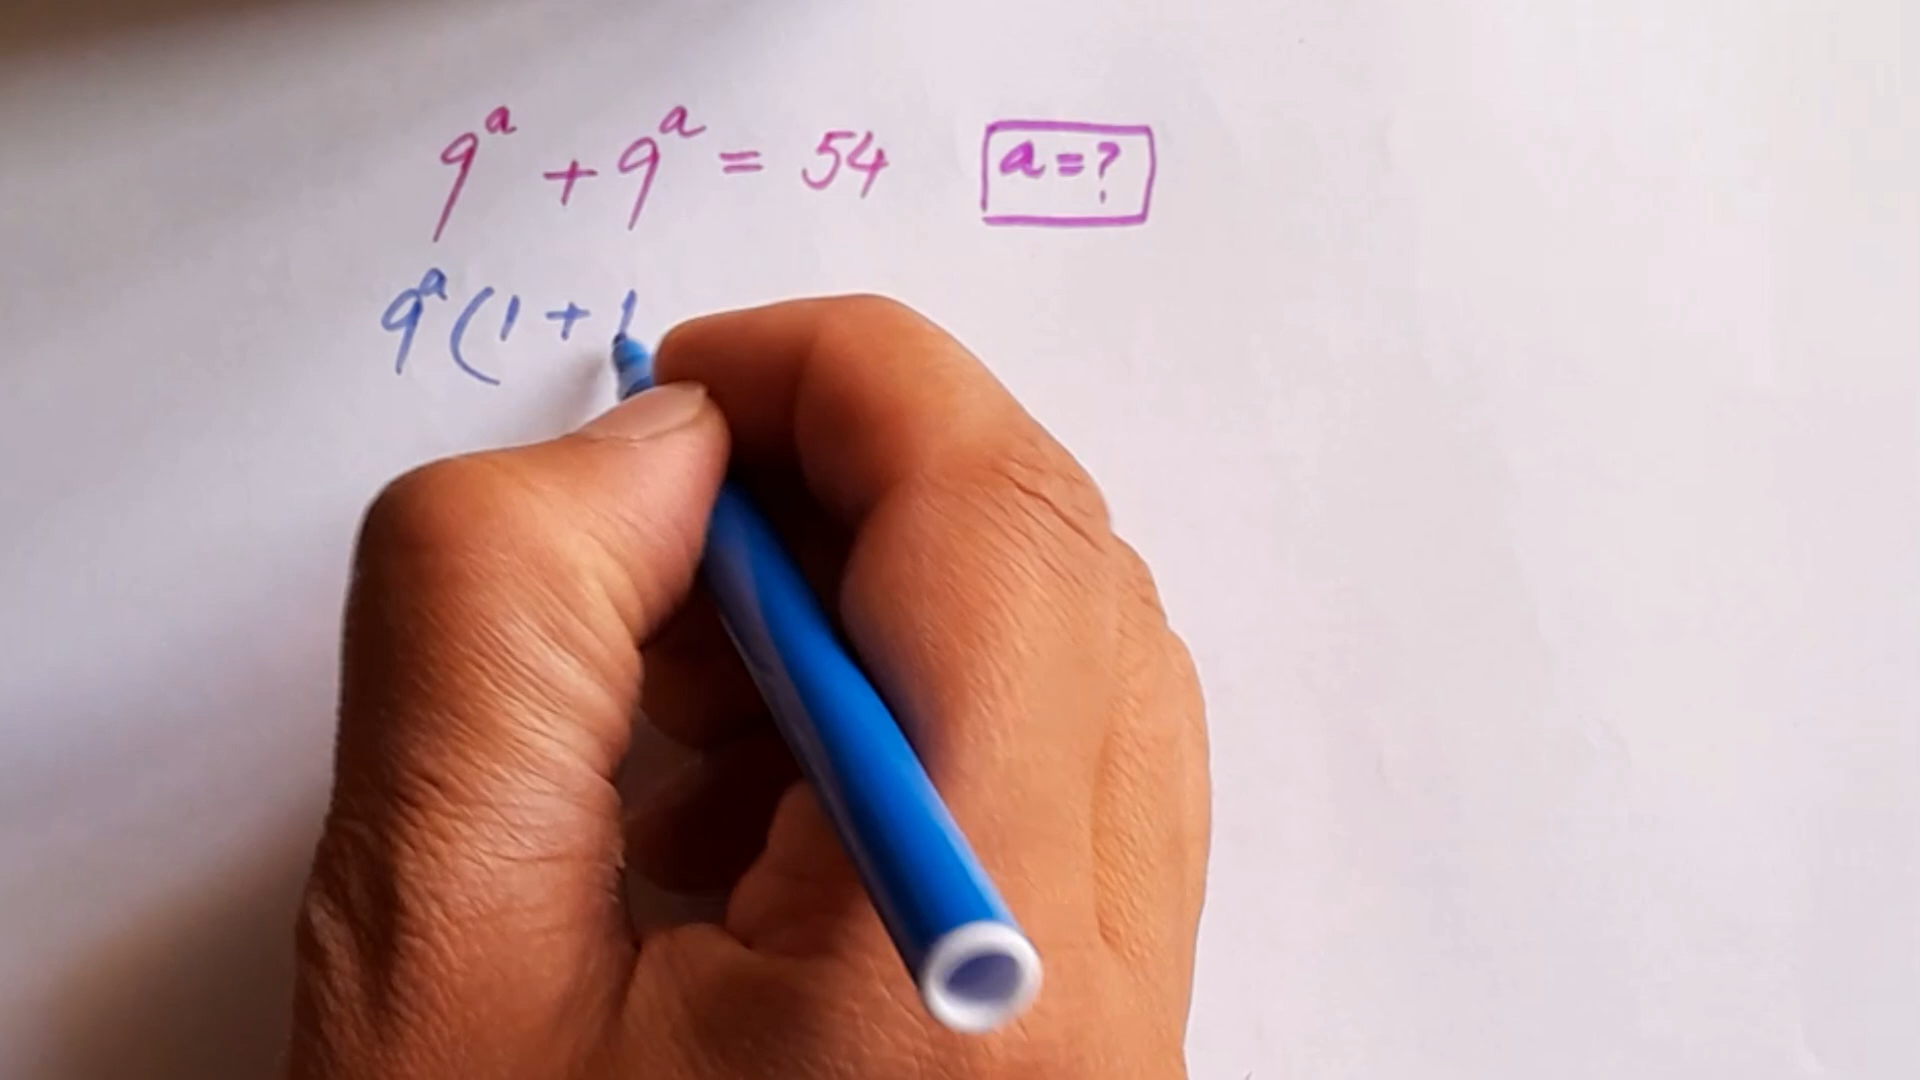 9^a + 9^a = 54 a = ?
9^a (1 + 1